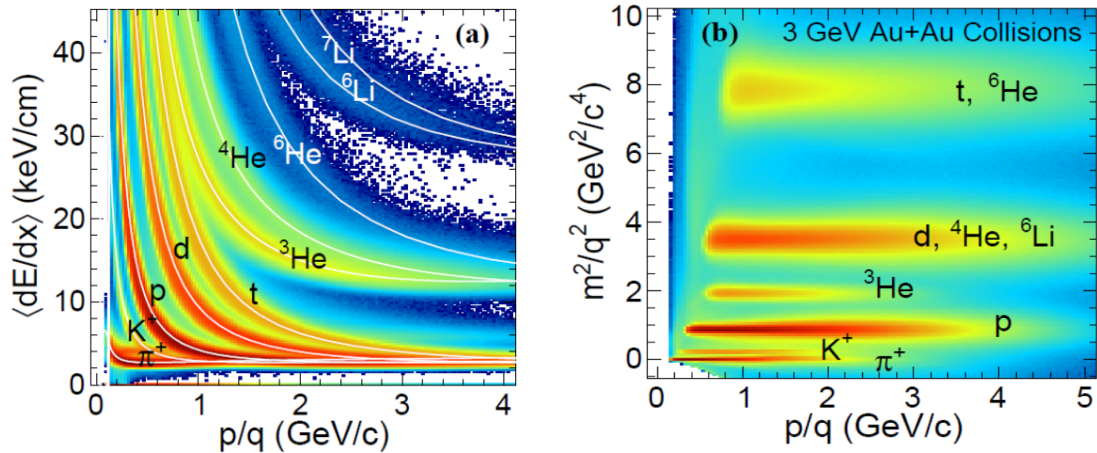 (a)
⁷Li
⁶Li
⁶He
⁴He
³He
d
t
p
K⁺
π⁺
⟨dE/dx⟩ (keV/cm)
40
30
20
10
0
0 1 2 3 4
p/q (GeV/c)
(b) 3 GeV Au+Au Collisions
t, ⁶He
d, ⁴He, ⁶Li
³He
p
K⁺
π⁺
m²/q² (GeV²/c⁴)
10
8
6
4
2
0
0 1 2 3 4 5
p/q (GeV/c)